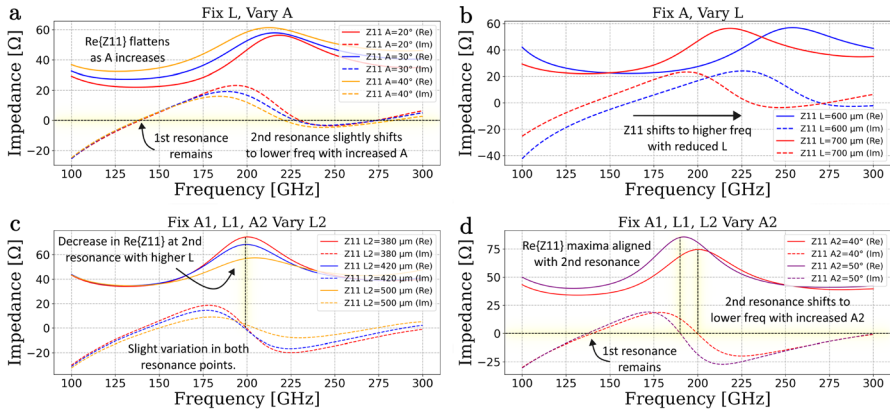 a
Fix L, Vary A
Impedance [Ω]
60
40
20
0
−20
Re{Z11} flattens
as A increases
Z11 A=20° (Re)
Z11 A=20° (Im)
Z11 A=30° (Re)
Z11 A=30° (Im)
Z11 A=40° (Re)
Z11 A=40° (Im)
1st resonance
remains
2nd resonance slightly shifts
to lower freq with increased A
100 125 150 175 200 225 250 275 300
Frequency [GHz]
b
Fix A, Vary L
Impedance [Ω]
60
40
20
0
−20
−40
Z11 shifts to higher freq
with reduced L
Z11 L=600 μm (Re)
Z11 L=600 μm (Im)
Z11 L=700 μm (Re)
Z11 L=700 μm (Im)
100 125 150 175 200 225 250 275 300
Frequency [GHz]
c
Fix A1, L1, A2 Vary L2
Impedance [Ω]
80
60
40
20
0
−20
Decrease in Re{Z11} at 2nd
resonance with higher L
Z11 L2=380 μm (Re)
Z11 L2=380 μm (Im)
Z11 L2=420 μm (Re)
Z11 L2=420 μm (Im)
Z11 L2=500 μm (Re)
Z11 L2=500 μm (Im)
Slight variation in both
resonance points.
100 125 150 175 200 225 250 275 300
Frequency [GHz]
d
Fix A1, L1, L2 Vary A2
Impedance [Ω]
75
50
25
0
−25
Re{Z11} maxima aligned
with 2nd resonance
Z11 A2=40° (Re)
Z11 A2=40° (Im)
Z11 A2=50° (Re)
Z11 A2=50° (Im)
2nd resonance shifts to
lower freq with increased A2
1st resonance
remains
100 125 150 175 200 225 250 275 300
Frequency [GHz]